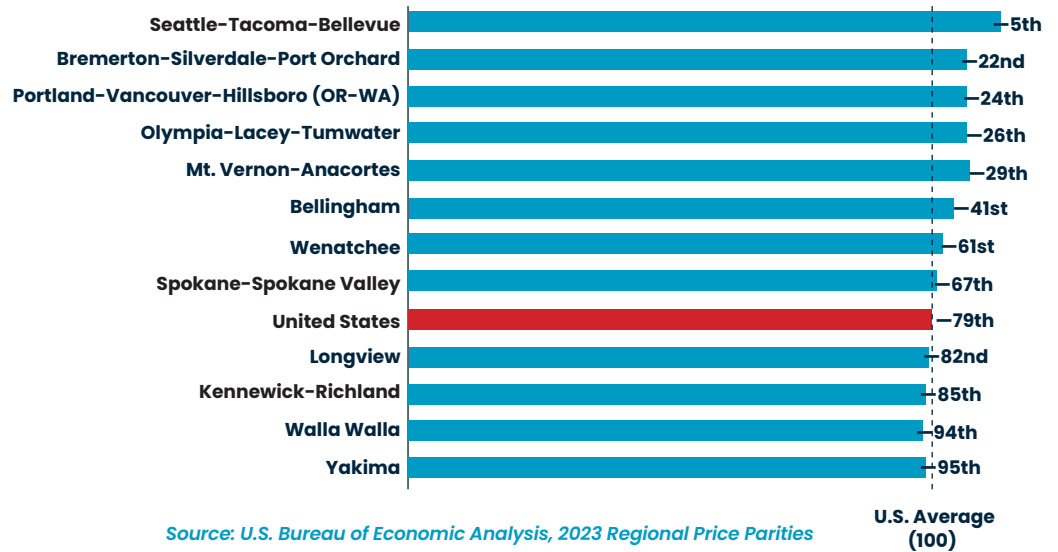 Seattle-Tacoma-Bellevue 5th
Bremerton-Silverdale-Port Orchard 22nd
Portland-Vancouver-Hillsboro (OR-WA) 24th
Olympia-Lacey-Tumwater 26th
Mt. Vernon-Anacortes 29th
Bellingham 41st
Wenatchee 61st
Spokane-Spokane Valley 67th
United States 79th
Longview 82nd
Kennewick-Richland 85th
Walla Walla 94th
Yakima 95th
U.S. Average
(100)
Source: U.S. Bureau of Economic Analysis, 2023 Regional Price Parities